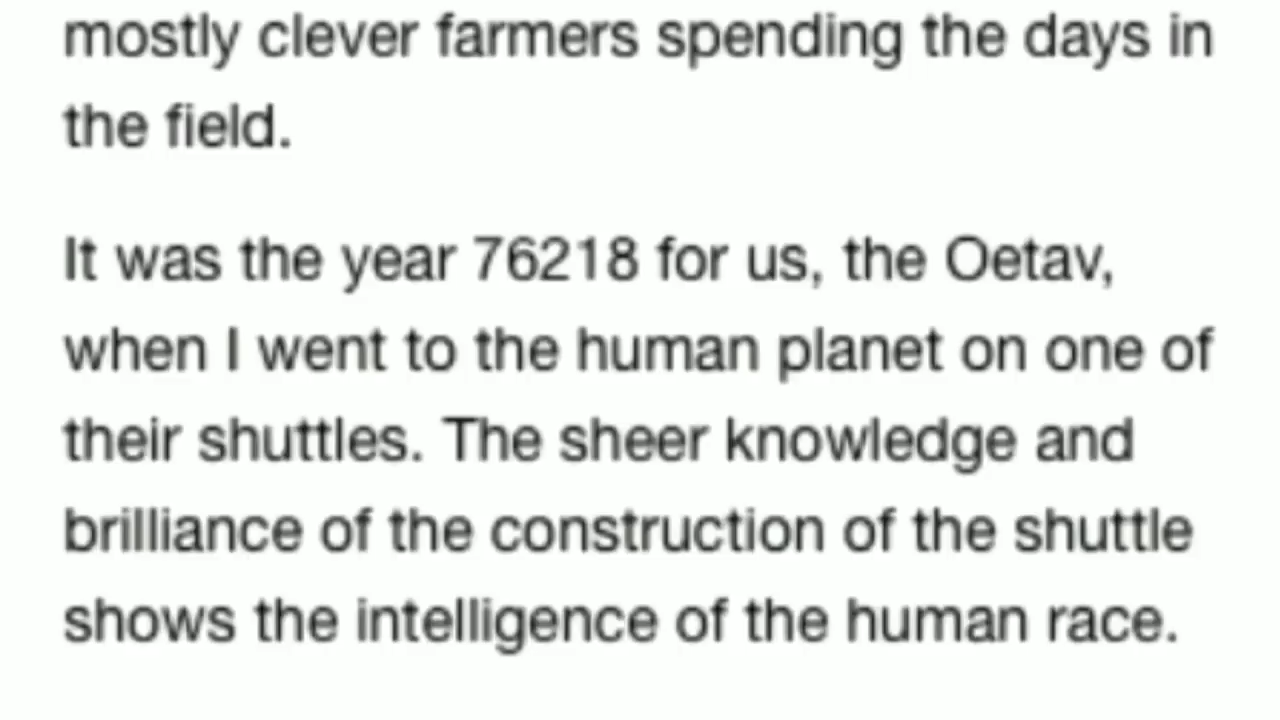 mostly clever farmers spending the days in
the field.
It was the year 76218 for us, the Oetav,
when I went to the human planet on one of
their shuttles. The sheer knowledge and
brilliance of the construction of the shuttle
shows the intelligence of the human race.